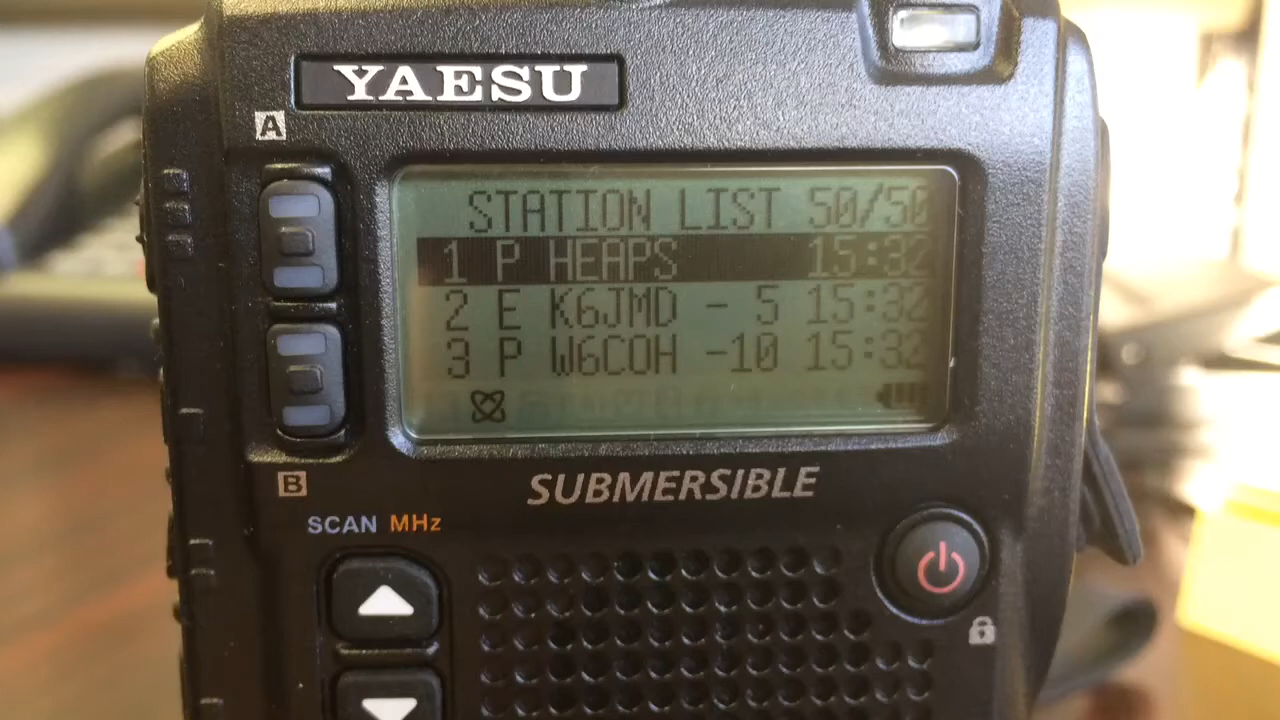 YAESU
A
STATION LIST 50/50
1 P HEAPS 15:32
2 E K6JMD - 5 15:32
3 P W6COH -10 15:32
B
SUBMERSIBLE
SCAN MHz